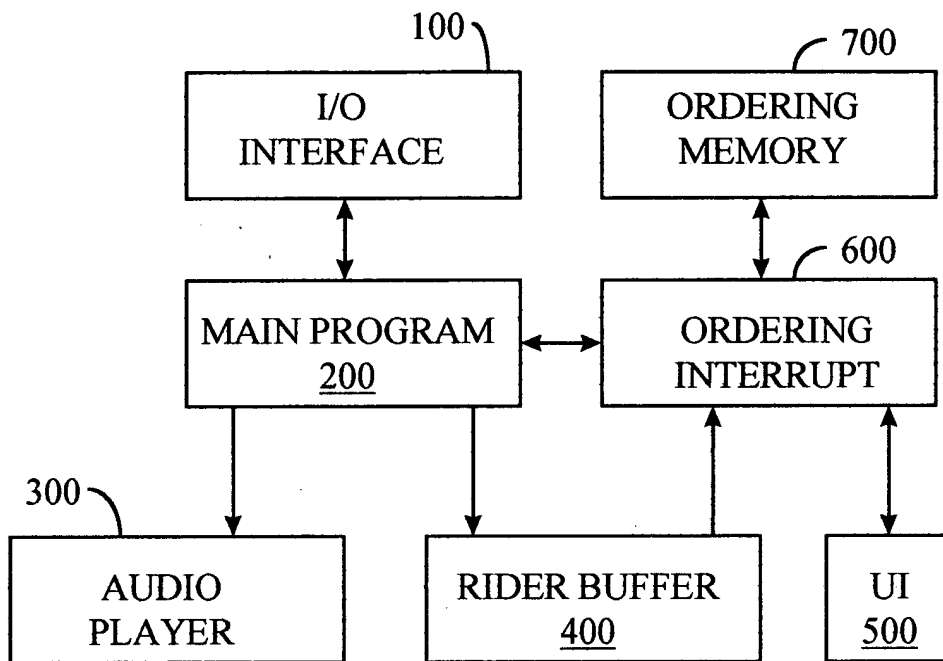 100
700
I/O
INTERFACE
ORDERING
MEMORY
600
MAIN PROGRAM
200
ORDERING
INTERRUPT
300
AUDIO
PLAYER
RIDER BUFFER
400
UI
500